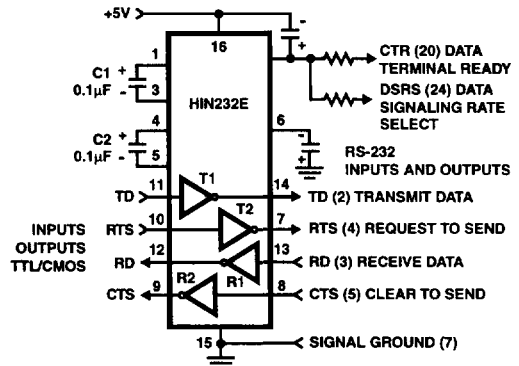 +5V
16
1
C1
+
0.1µF
-
3
HIN232E
4
C2
+
0.1µF
-
5
-
+
CTR (20) DATA
TERMINAL READY
DSRS (24) DATA
SIGNALING RATE
SELECT
6
-
+
RS-232
INPUTS AND OUTPUTS
TD 11 T1 14 TD (2) TRANSMIT DATA
INPUTS
OUTPUTS
TTL/CMOS
RTS 10 T2 7 RTS (4) REQUEST TO SEND
RD 12 R1 13 RD (3) RECEIVE DATA
CTS 9 R2 8 CTS (5) CLEAR TO SEND
15 SIGNAL GROUND (7)